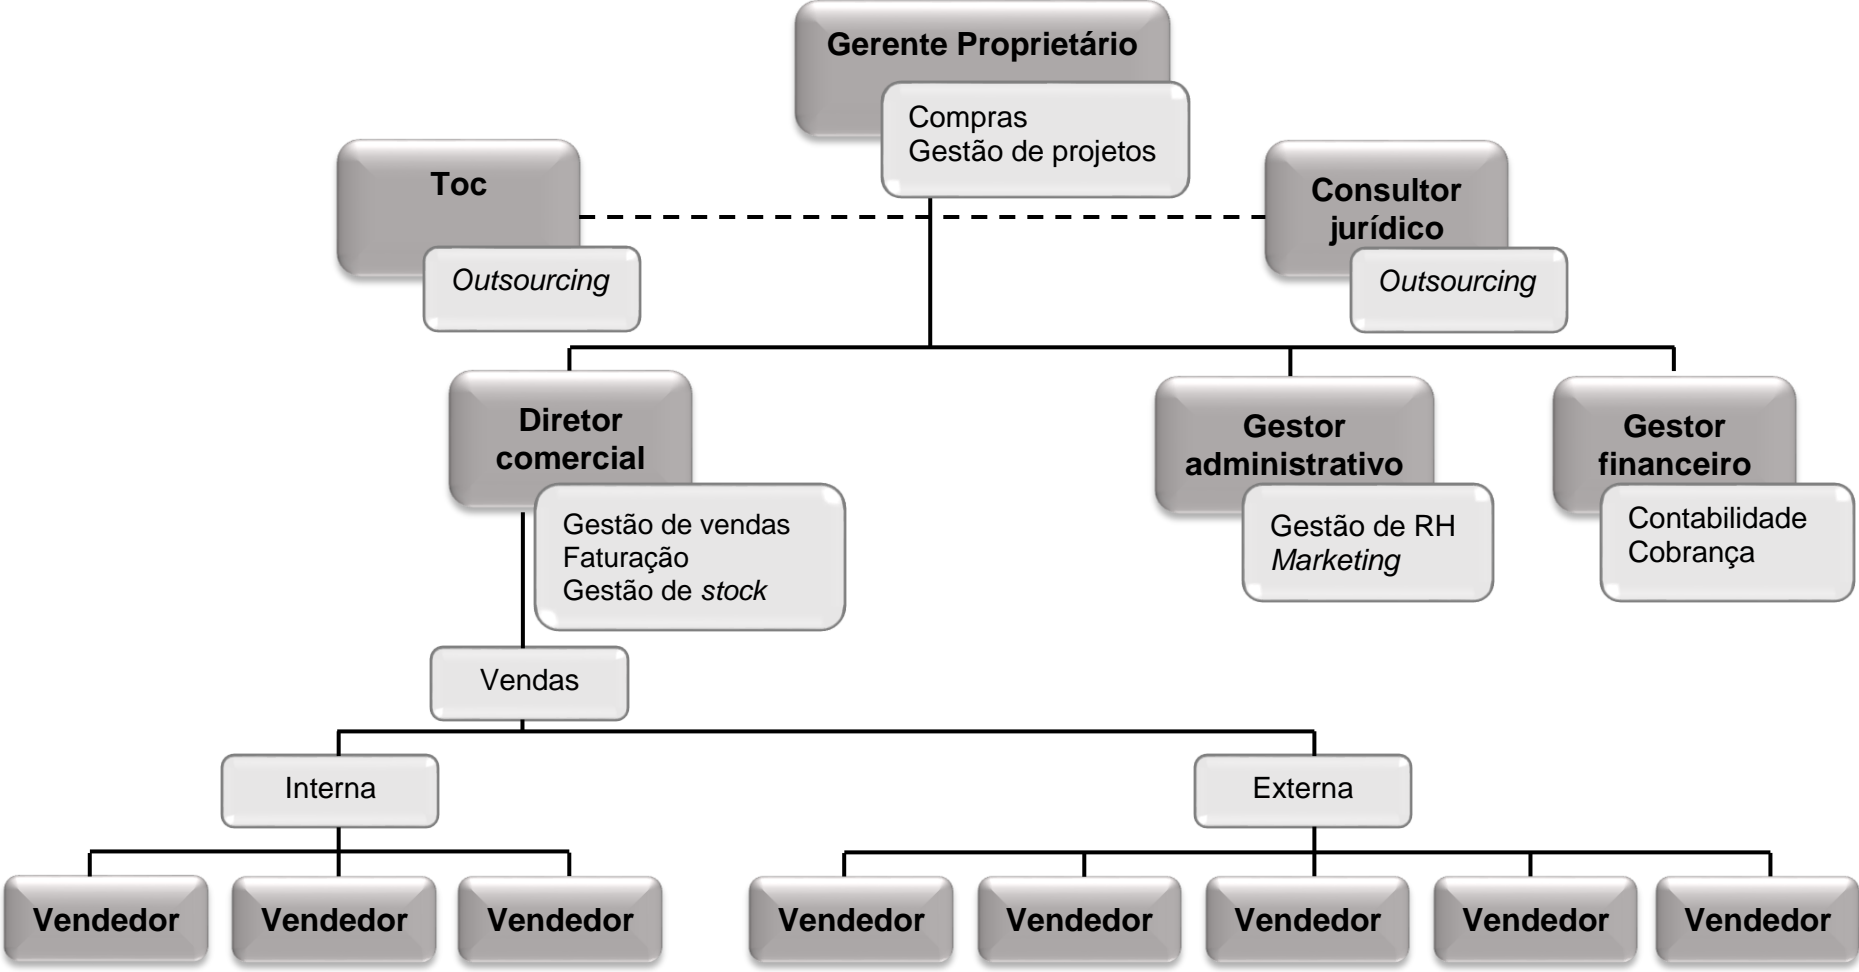 Gerente Proprietário
Compras
Gestão de projetos
Toc
Outsourcing
Consultor
jurídico
Outsourcing
Diretor
comercial
Gestão de vendas
Faturação
Gestão de stock
Gestor
administrativo
Gestão de RH
Marketing
Gestor
financeiro
Contabilidade
Cobrança
Vendas
Interna
Externa
Vendedor
Vendedor
Vendedor
Vendedor
Vendedor
Vendedor
Vendedor
Vendedor